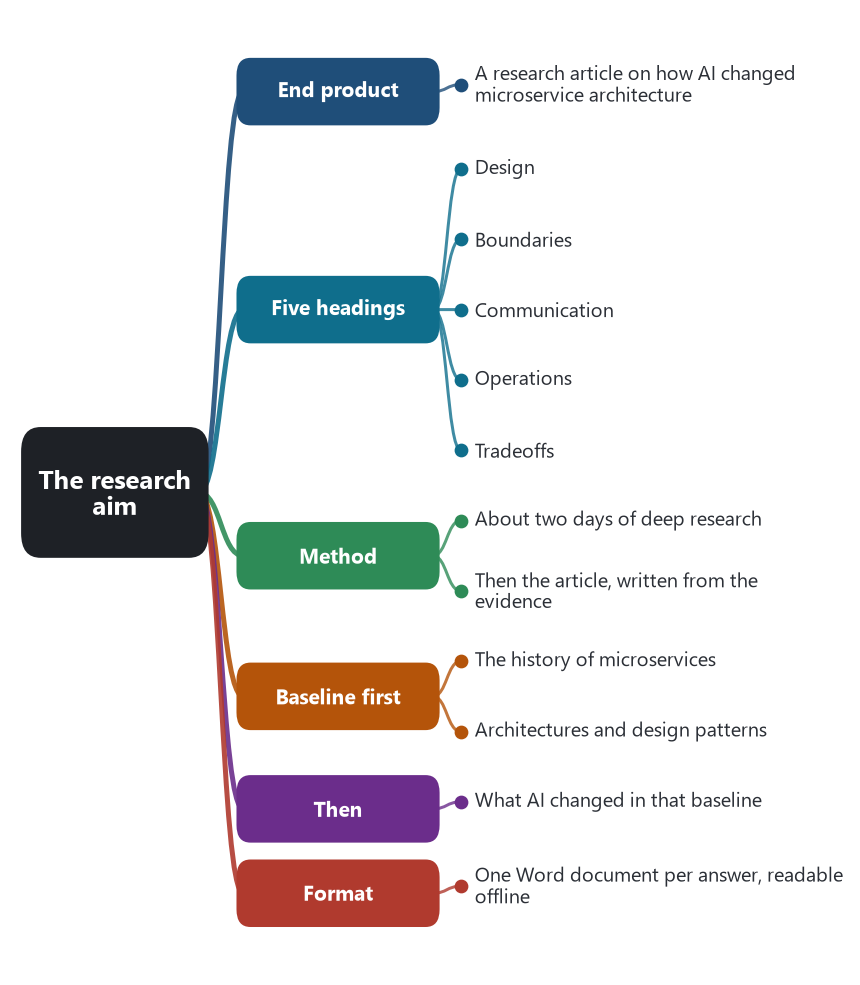 The research
aim
End product
A research article on how AI changed
microservice architecture
Five headings
Design
Boundaries
Communication
Operations
Tradeoffs
Method
About two days of deep research
Then the article, written from the
evidence
Baseline first
The history of microservices
Architectures and design patterns
Then
What AI changed in that baseline
Format
One Word document per answer, readable
offline